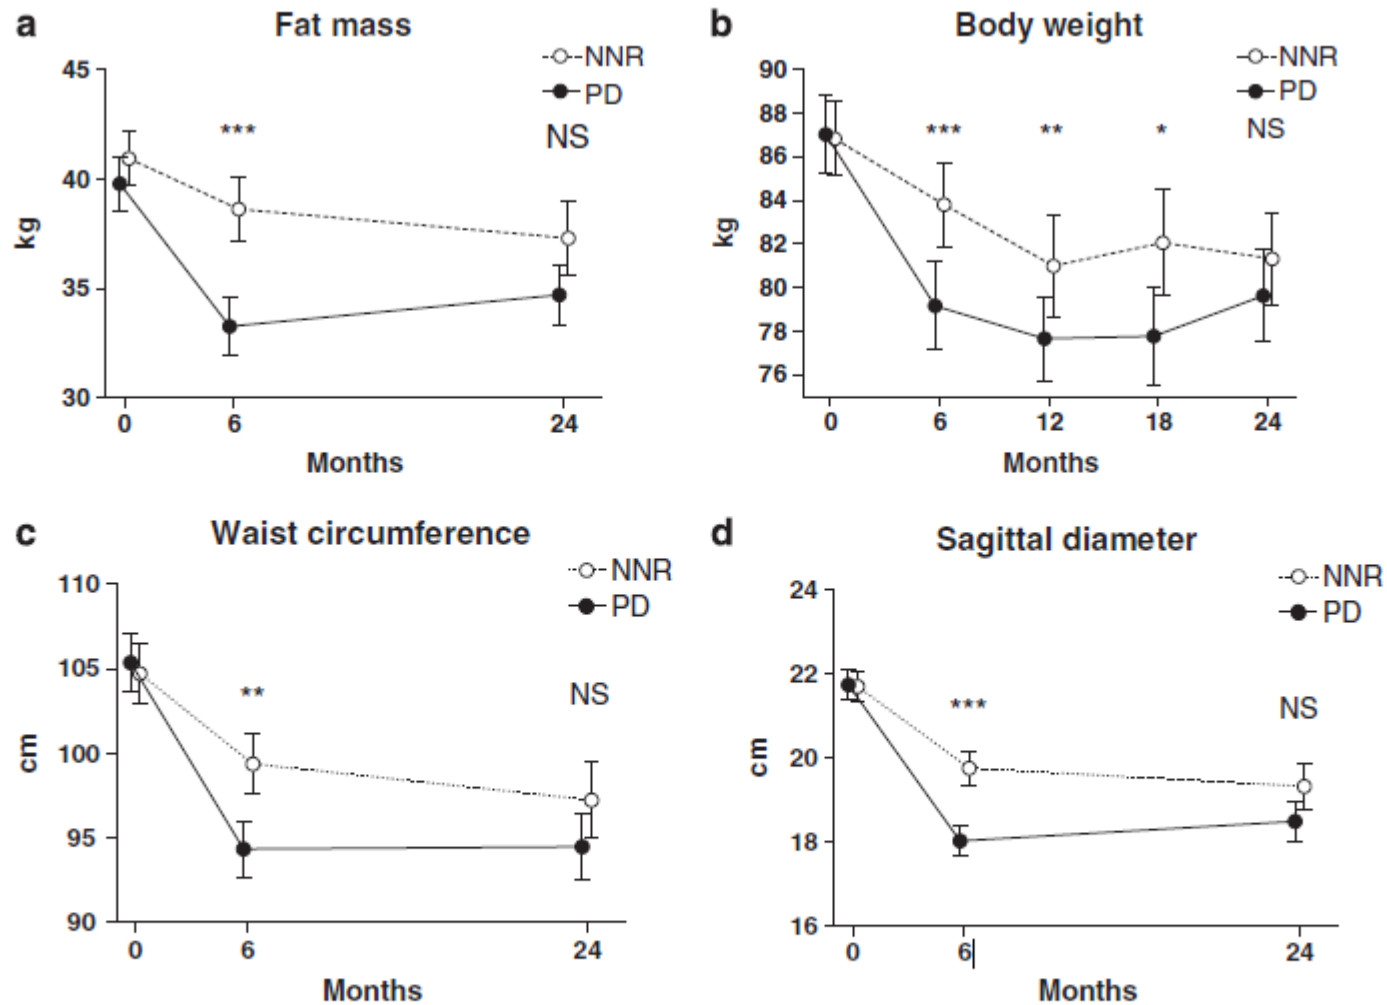 a Fat mass
NNR
PD
45
40
35
30
kg
***
NS
0 6 24
Months
b Body weight
NNR
PD
90
88
86
84
82
80
78
76
kg
*** ** * NS
0 6 12 18 24
Months
c Waist circumference
NNR
PD
110
105
100
95
90
cm
**
NS
0 6 24
Months
d Sagittal diameter
NNR
PD
24
22
20
18
16
cm
***
NS
0 6 24
Months